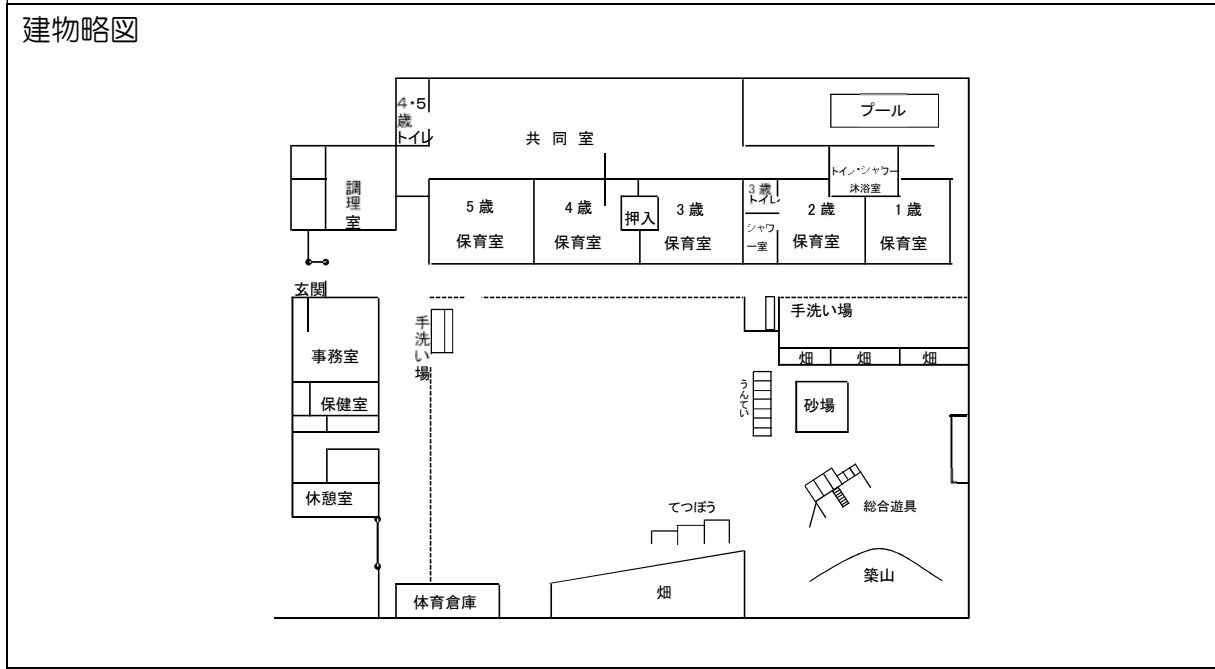 建物略図
4・5
歳
トイレ
共同室
プール
調理室
5歳
保育室
4歳
保育室
押入
3歳
保育室
3歳
トイレ
シャワ
ー室
2歳
保育室
トイレ・シャワー
沐浴室
1歳
保育室
玄関
事務室
保健室
休憩室
手洗い場
手洗い場
畑
畑
畑
うんてい
砂場
総合遊具
てつぼう
築山
畑
体育倉庫